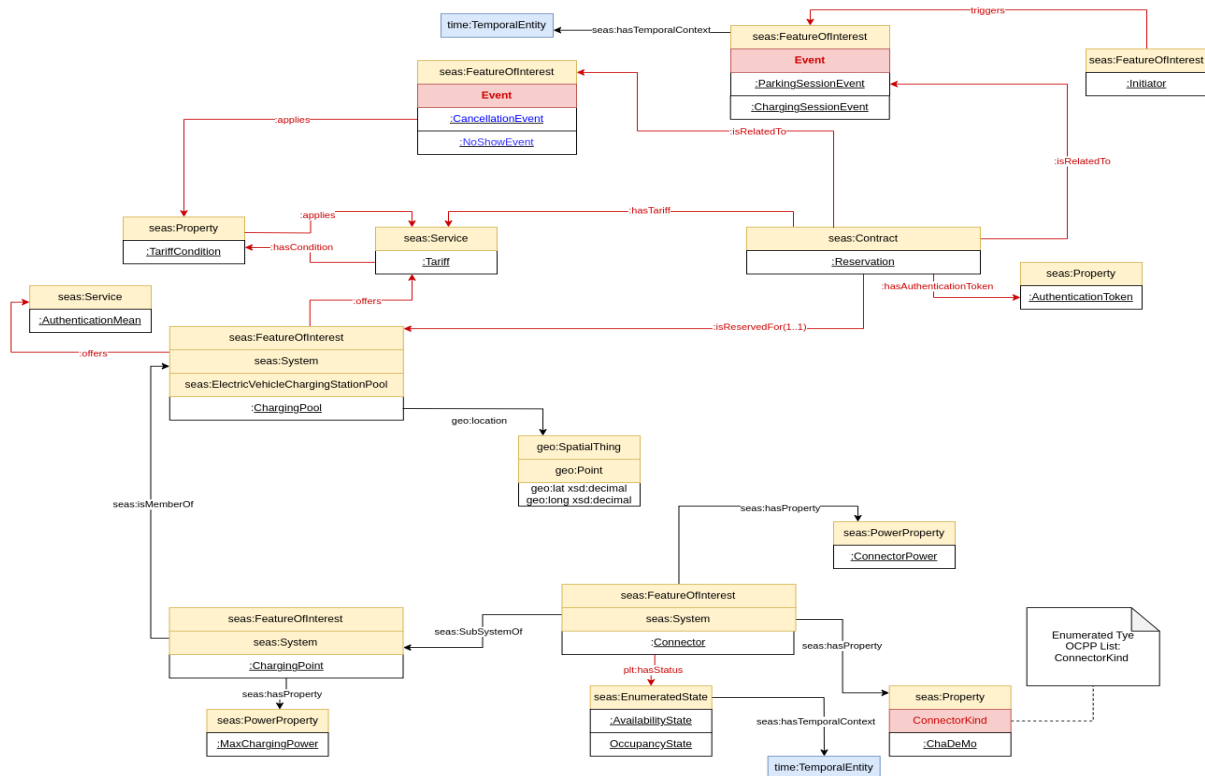 triggers
time:TemporalEntity
seas:hasTemporalContext
seas:FeatureOfInterest
Event
:ParkingSessionEvent
:ChargingSessionEvent
seas:FeatureOfInterest
:Initiator
seas:FeatureOfInterest
Event
:CancellationEvent
:NoShowEvent
:applies
:isRelatedTo
:isRelatedTo
seas:Property
:TariffCondition
:applies
:hasCondition
seas:Service
:Tariff
:hasTariff
seas:Contract
:Reservation
:hasAuthenticationToken
seas:Property
:AuthenticationToken
seas:Service
:AuthenticationMean
:offers
:offers
:isReservedFor(1..1)
seas:FeatureOfInterest
seas:System
seas:ElectricVehicleChargingStationPool
:ChargingPool
geo:location
geo:SpatialThing
geo:Point
geo:lat xsd:decimal
geo:long xsd:decimal
seas:isMemberOf
seas:hasProperty
seas:PowerProperty
:ConnectorPower
seas:FeatureOfInterest
seas:System
:Connector
seas:SubSystemOf
seas:FeatureOfInterest
seas:System
:ChargingPoint
seas:hasProperty
seas:PowerProperty
:MaxChargingPower
plt:hasStatus
seas:EnumeratedState
:AvailabilityState
OccupancyState
seas:hasTemporalContext
time:TemporalEntity
seas:hasProperty
seas:Property
ConnectorKind
:ChaDeMo
Enumerated Tye
OCPP List:
ConnectorKind